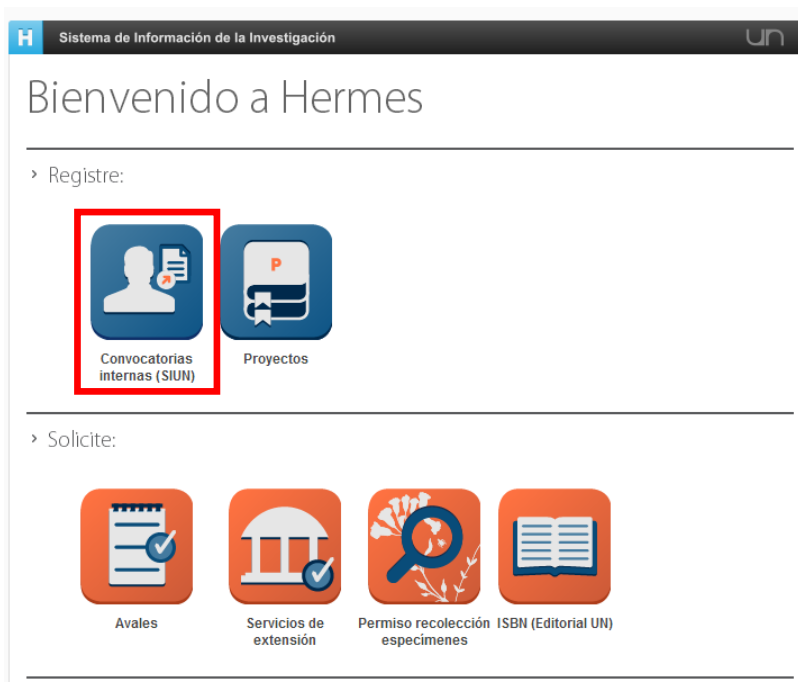 H Sistema de Información de la Investigación un
Bienvenido a Hermes
› Registre:
P
Convocatorias
internas (SIUN)
Proyectos
› Solicite:
Avales
Servicios de
extensión
Permiso recolección
especímenes
ISBN (Editorial UN)